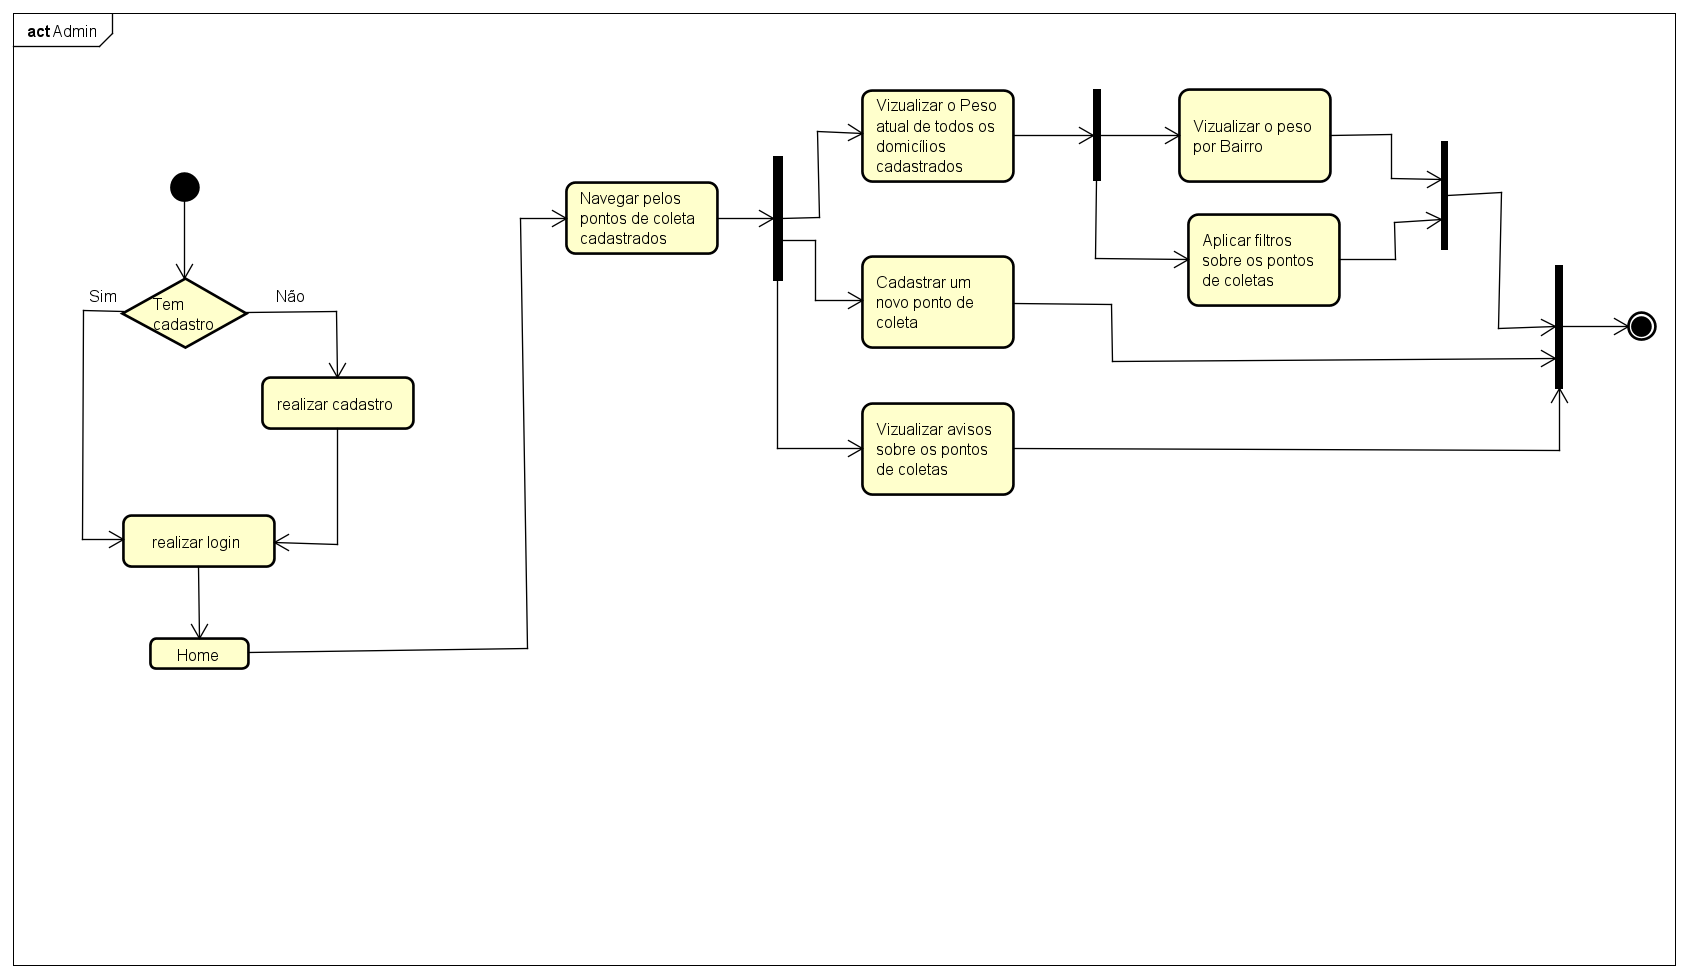 act Admin
Sim
Tem
cadastro
Não
realizar cadastro
realizar login
Home
Navegar pelos
pontos de coleta
cadastrados
Vizualizar o Peso
atual de todos os
domicílios
cadastrados
Cadastrar um
novo ponto de
coleta
Vizualizar avisos
sobre os pontos
de coletas
Vizualizar o peso
por Bairro
Aplicar filtros
sobre os pontos
de coletas